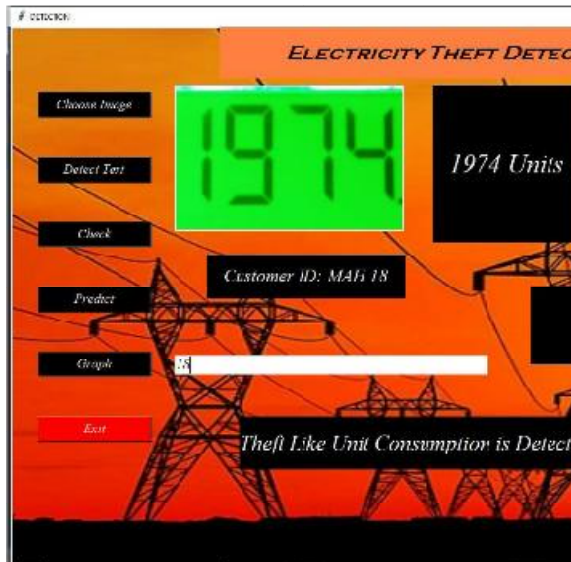 DETECTION
ELECTRICITY THEFT DETEC
Choose Image
1974
1974 Units
Detect Text
Check
Customer ID: MAH 18
Predict
Graph
18
Exit
Theft Like Unit Consumption is Detect